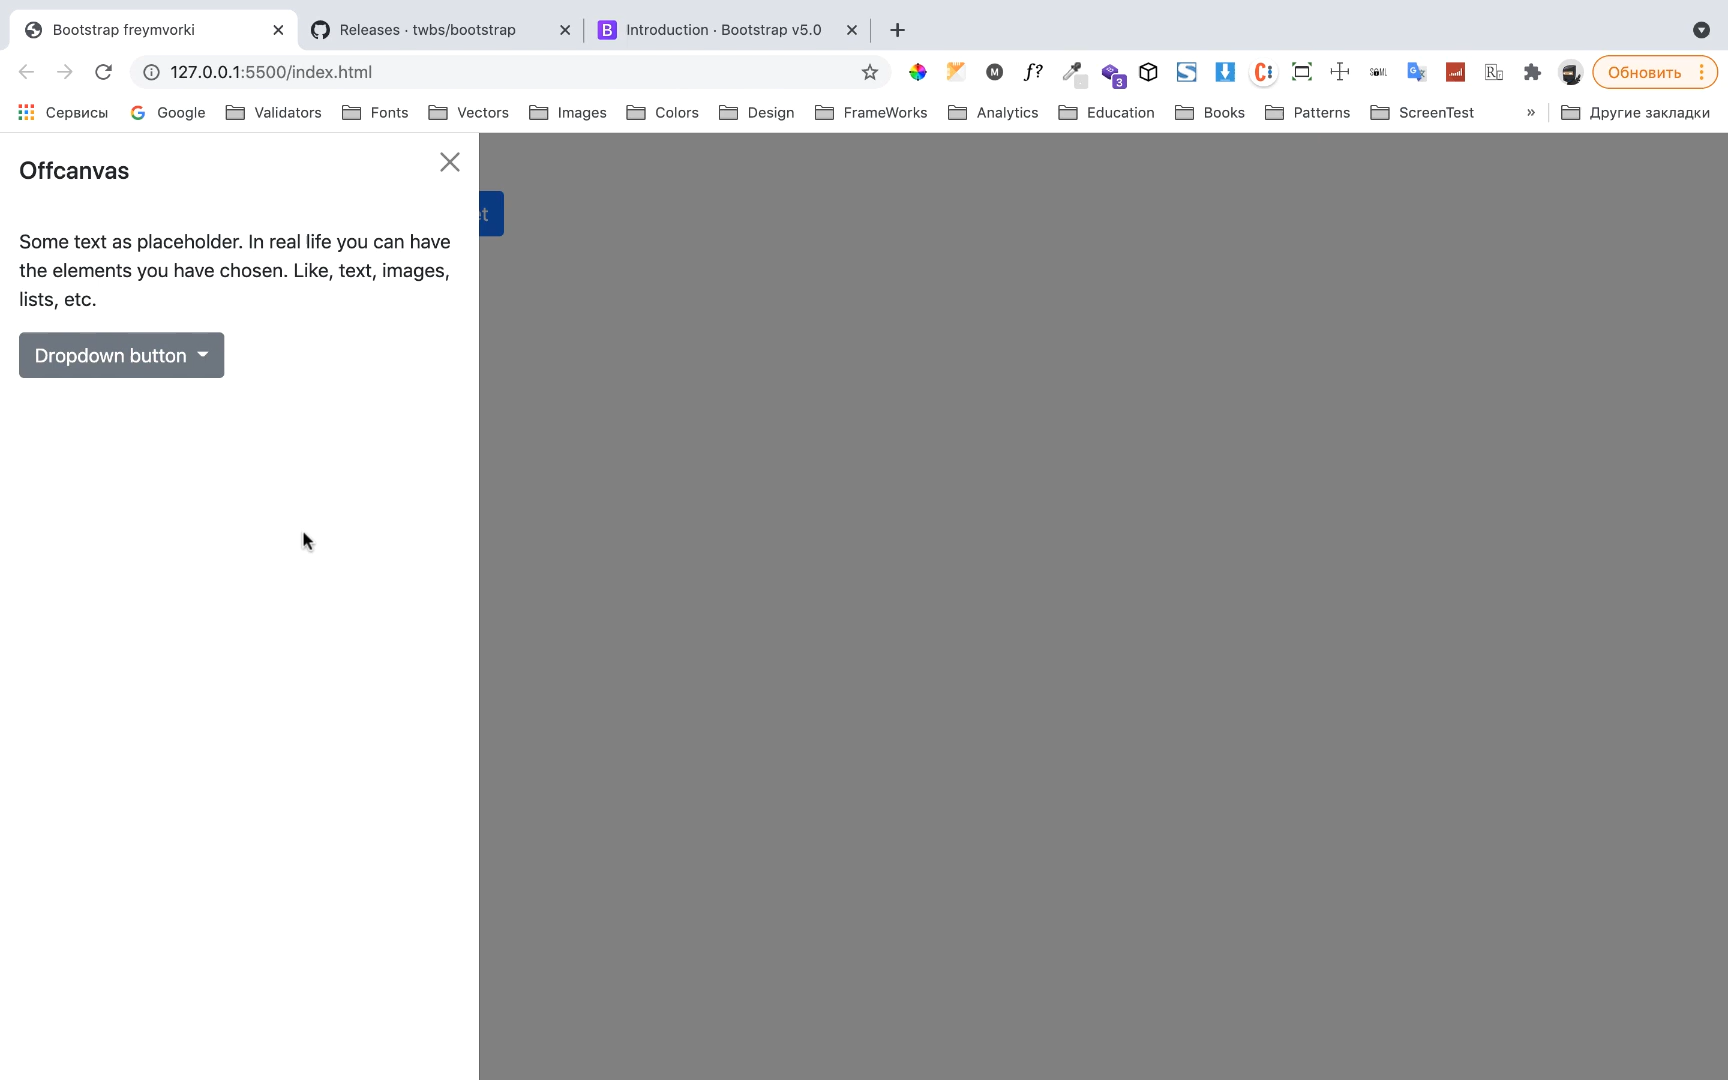 Bootstrap freymvorki
Releases · twbs/bootstrap
Introduction · Bootstrap v5.0
127.0.0.1:5500/index.html
f?
3
Обновить
Сервисы
Google
Validators
Fonts
Vectors
Images
Colors
Design
FrameWorks
Analytics
Education
Books
Patterns
ScreenTest
»
Другие закладки
Offcanvas
et
Some text as placeholder. In real life you can have
the elements you have chosen. Like, text, images,
lists, etc.
Dropdown button